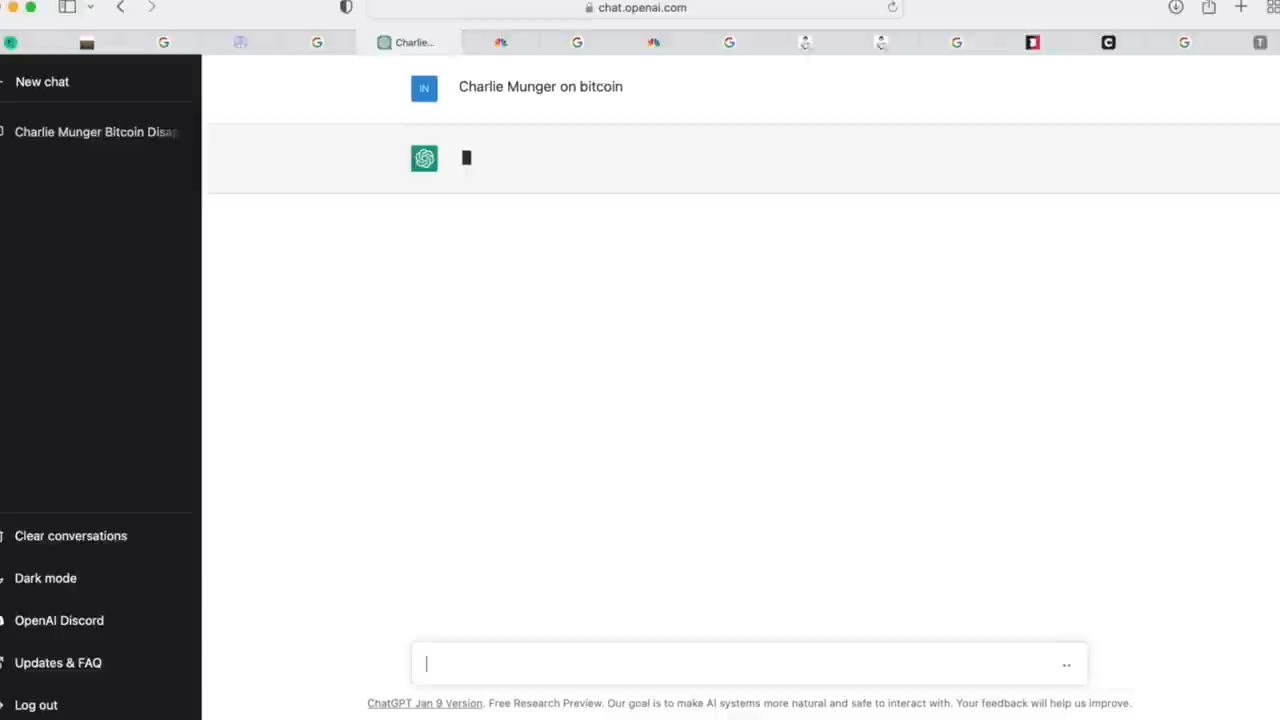 chat.openai.com
Charlie...
New chat
Charlie Munger Bitcoin Disap
IN
Charlie Munger on bitcoin
Clear conversations
Dark mode
OpenAI Discord
Updates & FAQ
Log out
ChatGPT Jan 9 Version. Free Research Preview. Our goal is to make AI systems more natural and safe to interact with. Your feedback will help us improve.